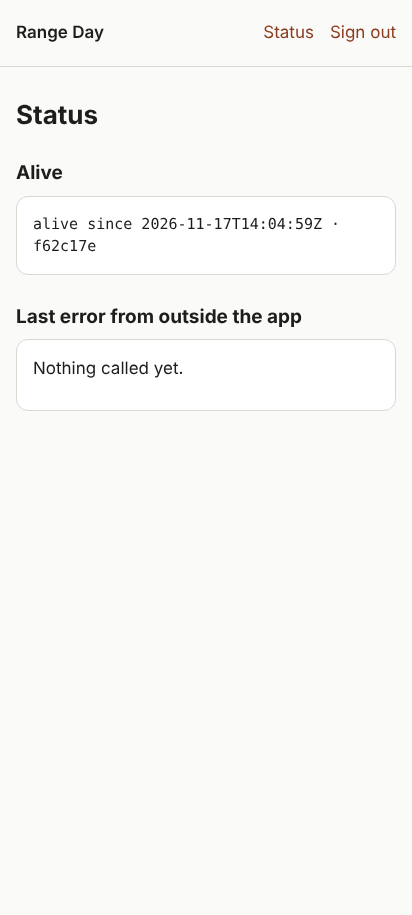 Range Day
Status Sign out
Status
Alive
alive since 2026-11-17T14:04:59Z ·
f62c17e
Last error from outside the app
Nothing called yet.